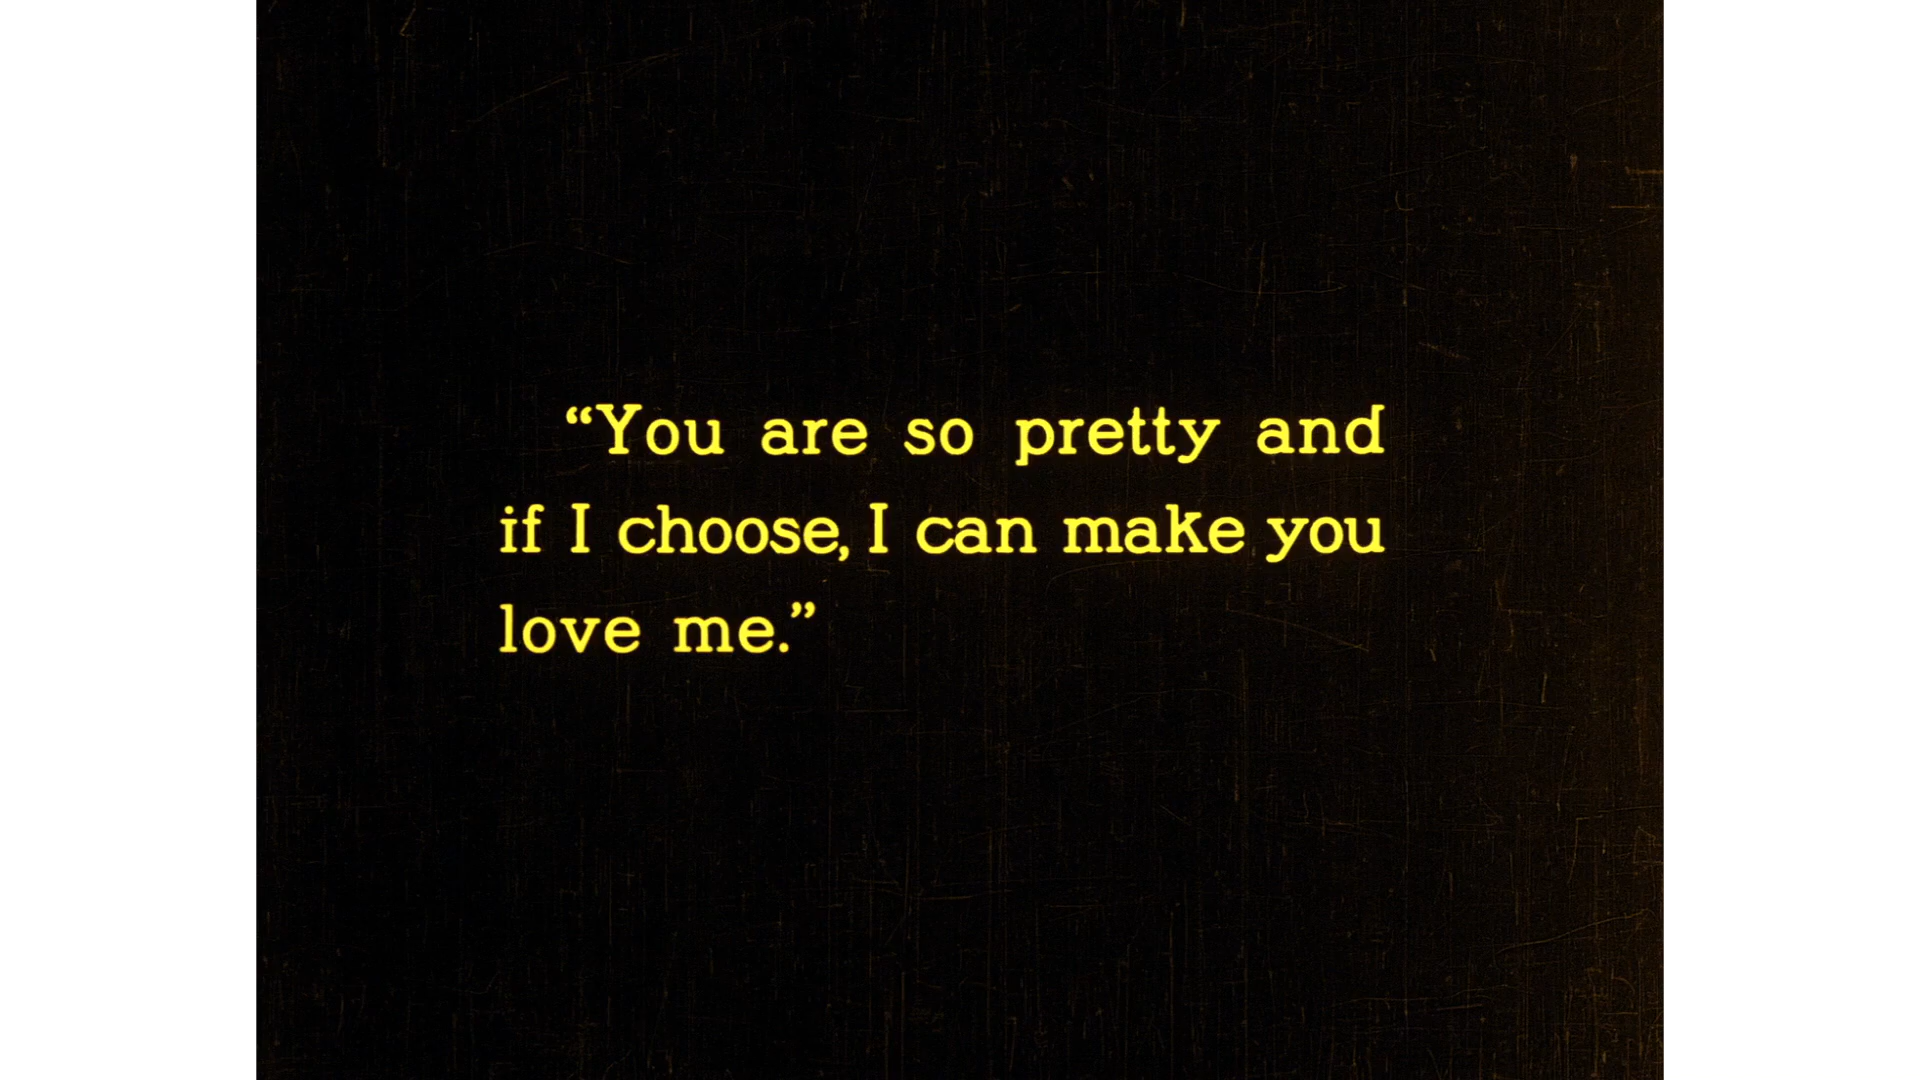 “You are so pretty and
if I choose, I can make you
love me.”